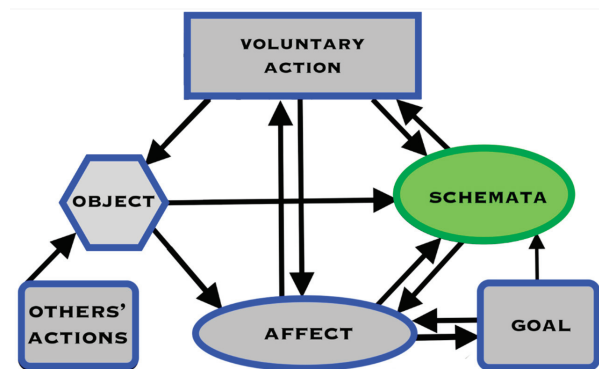 VOLUNTARY
ACTION
OBJECT
SCHEMATA
OTHERS'
ACTIONS
AFFECT
GOAL